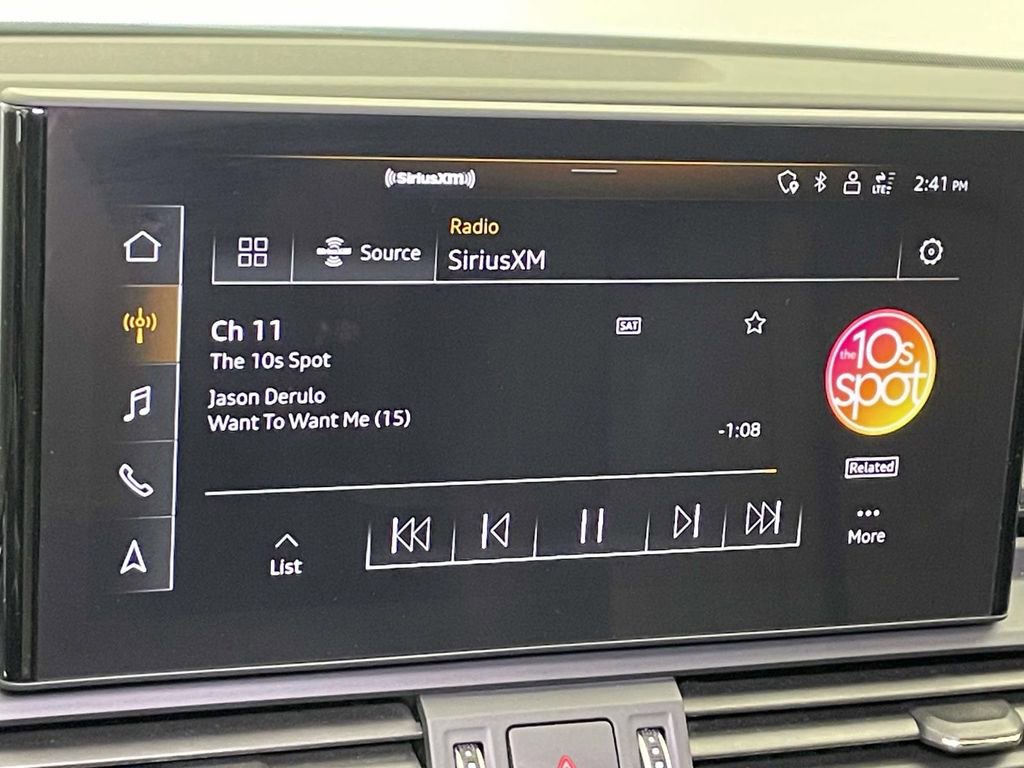 SiriusXM
LTE
2:41 PM
Radio
Source
SiriusXM
Ch 11
SAT
The 10s Spot
Jason Derulo
Want To Want Me (15)
-1:08
the 10s
spot
Related
More
List